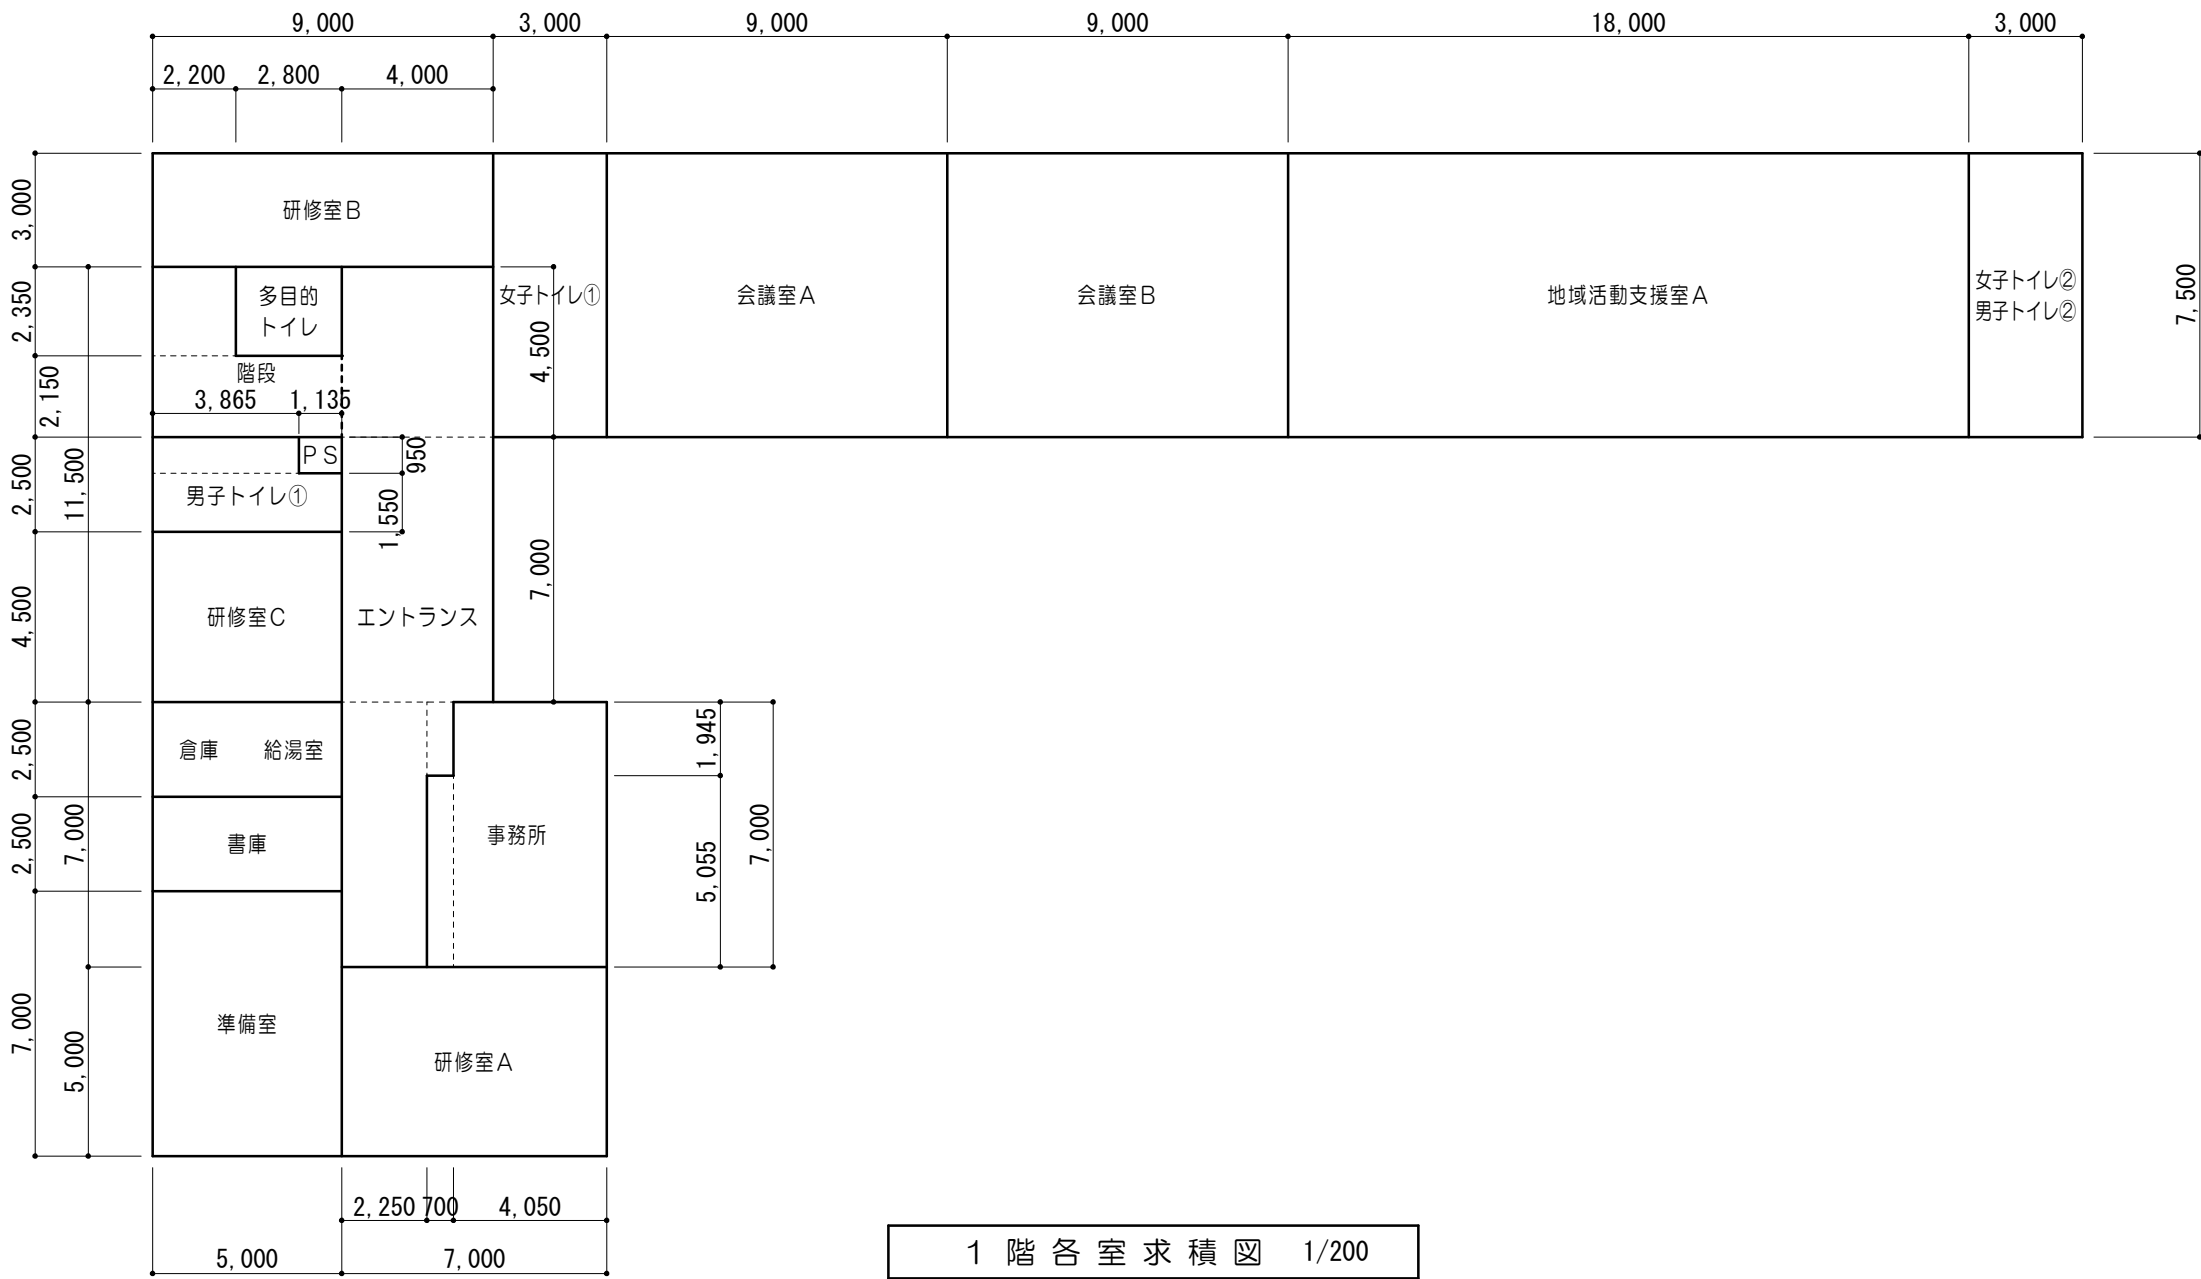 9,000 3,000 9,000 9,000 18,000 3,000
2,200 2,800 4,000
3,000
研修室B
2,350
多目的
トイレ
女子トイレ①
会議室A
会議室B
地域活動支援室A
女子トイレ②
男子トイレ②
7,500
4,500
階段
2,150
3,865 1,135
PS
950
2,500
11,500
男子トイレ①
1,550
7,000
4,500
研修室C
エントランス
2,500
倉庫 給湯室
1,945
2,500
7,000
書庫
事務所
5,055
7,000
7,000
5,000
準備室
研修室A
2,250 700 4,050
5,000 7,000
1階各室求積図 1/200